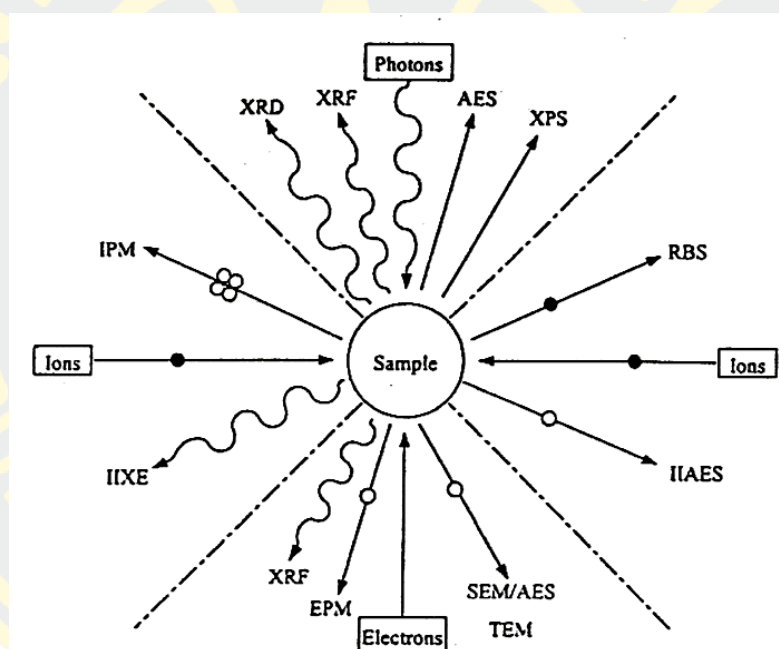 Photons
XRD
XRF
AES
XPS
IPM
RBS
Ions
Sample
Ions
IIXE
IIAES
XRF
EPM
SEM/AES
TEM
Electrons